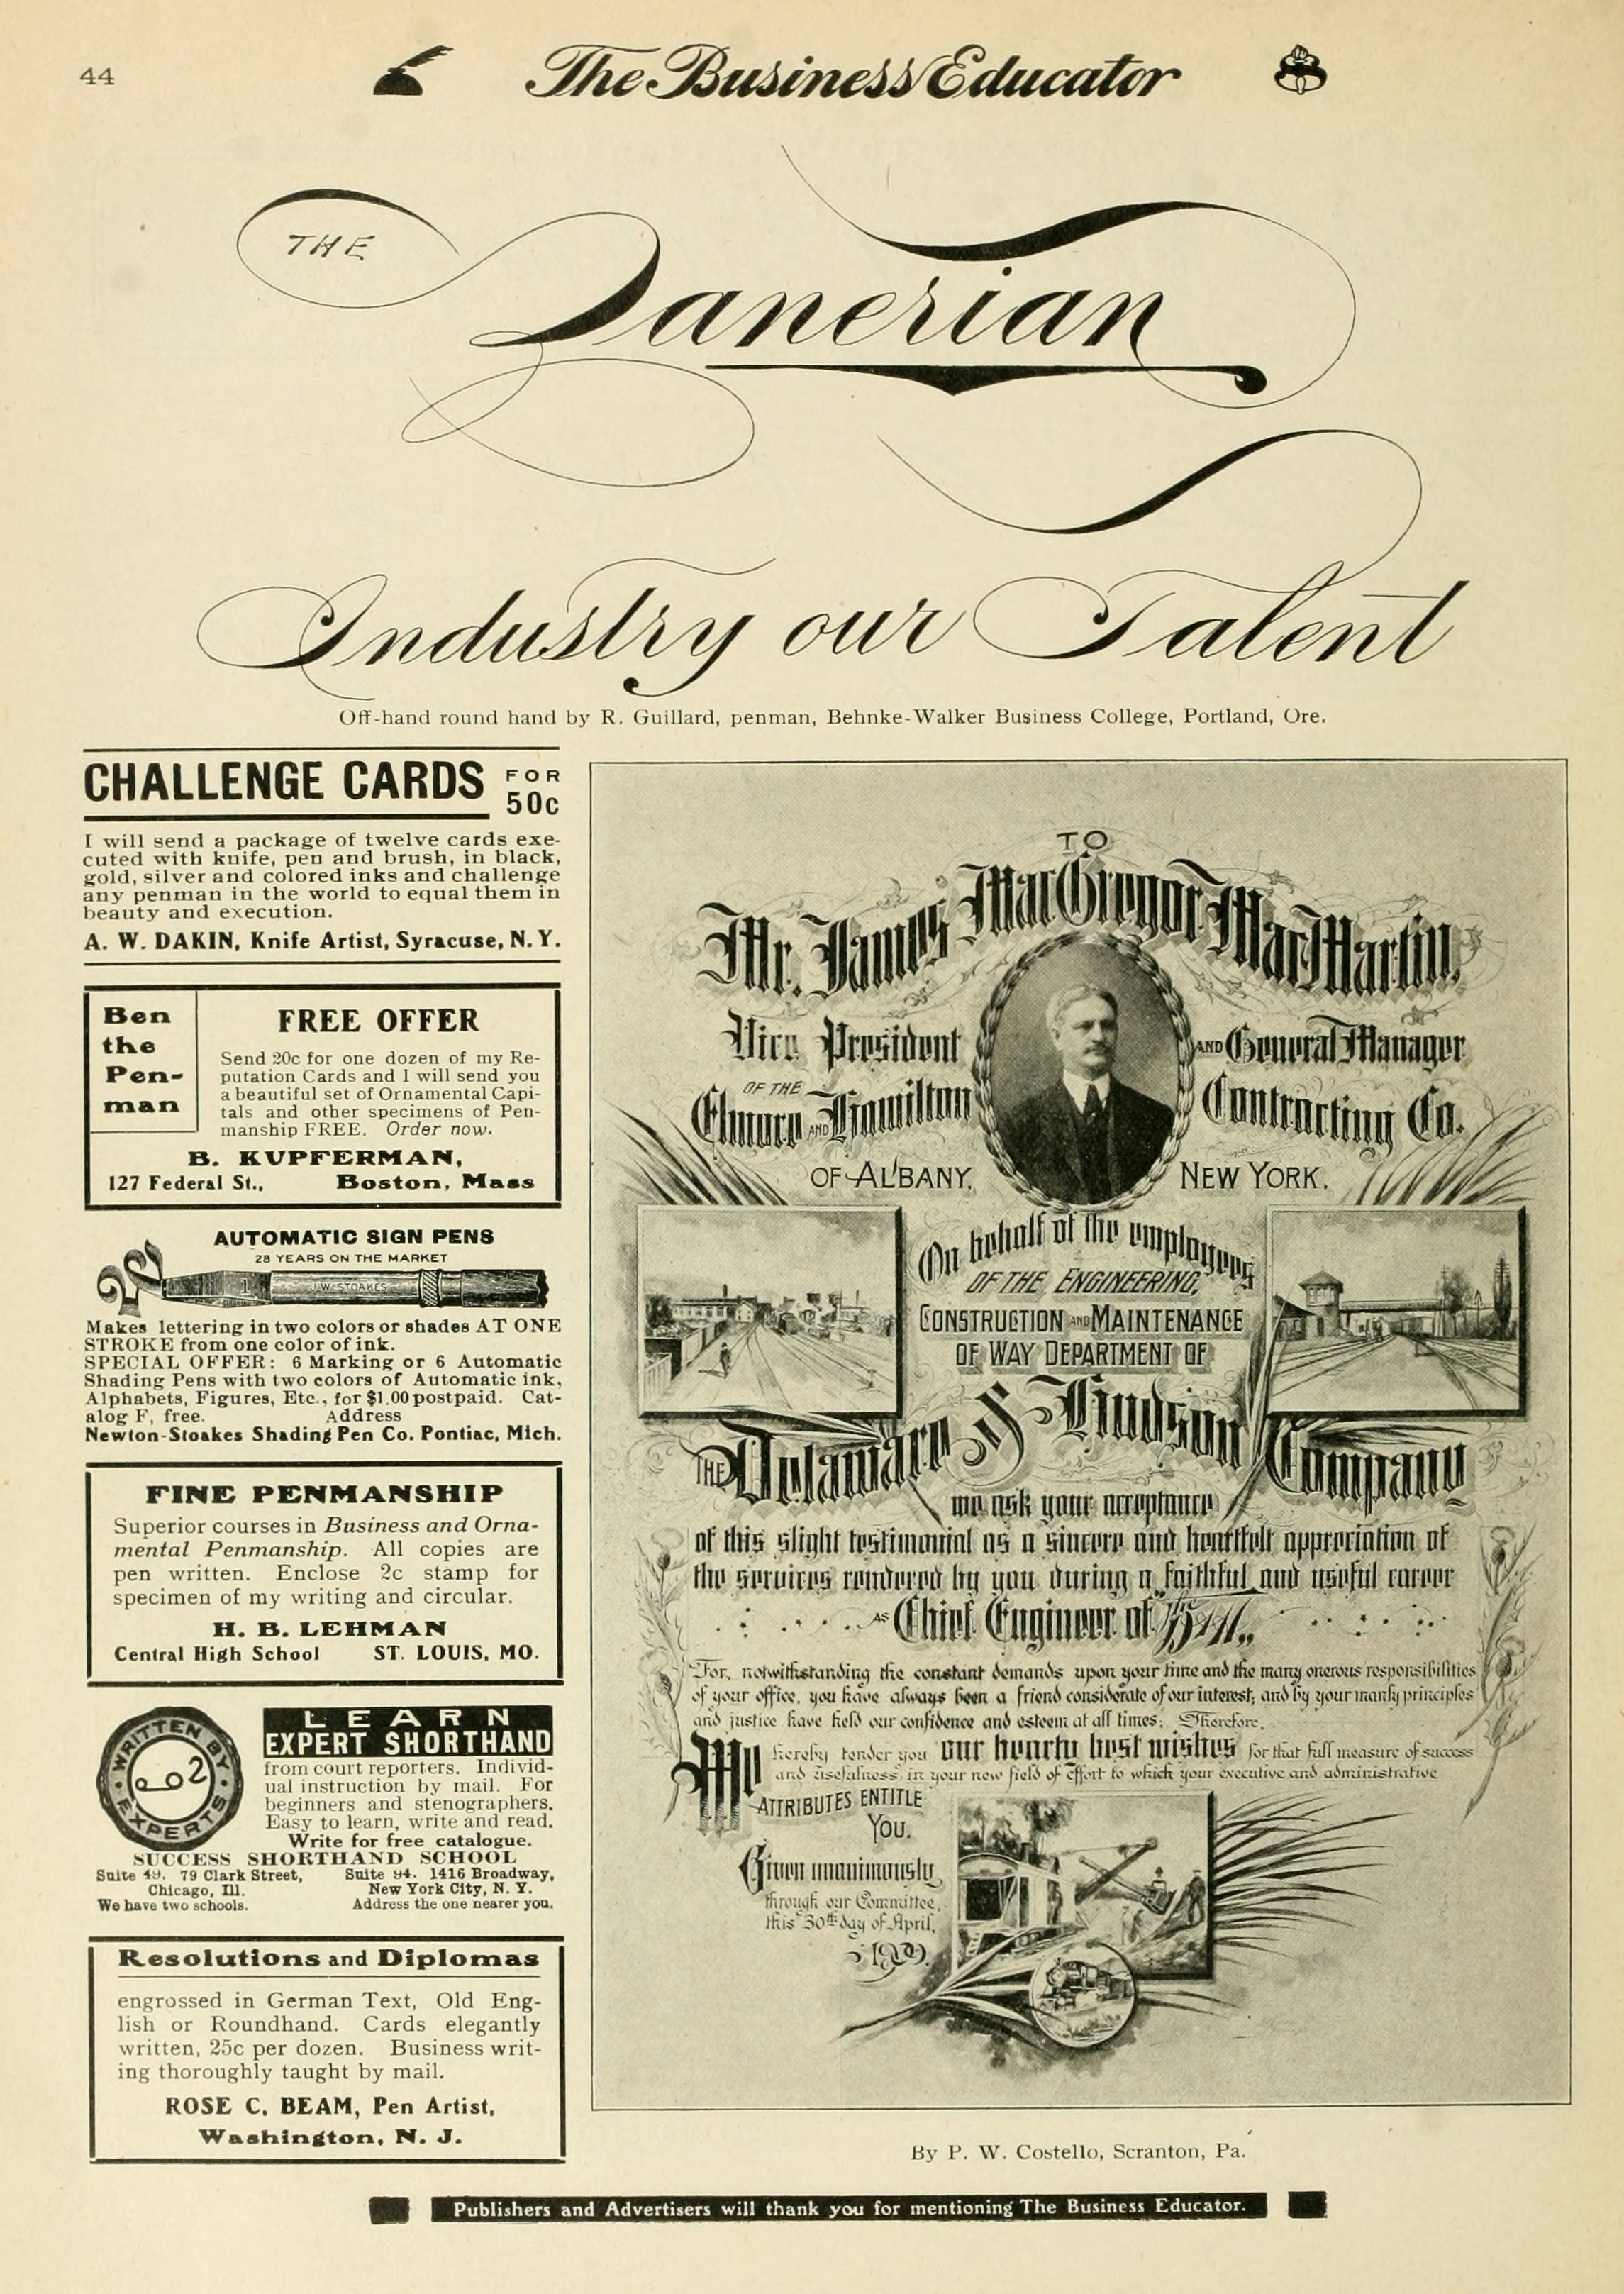 44
The Business Educator
THE
Zanerian
Industry our Talent
Off-hand round hand by R. Guillard, penman, Behnke-Walker Business College, Portland, Ore.
CHALLENGE CARDS FOR 50c
I will send a package of twelve cards exe-
cuted with knife, pen and brush, in black,
gold, silver and colored inks and challenge
any penman in the world to equal them in
beauty and execution.
A. W. DAKIN, Knife Artist, Syracuse, N. Y.
Ben
the
Pen-
man
FREE OFFER
Send 20c for one dozen of my Re-
putation Cards and I will send you
a beautiful set of Ornamental Capi-
tals and other specimens of Pen-
manship FREE. Order now.
B. KUPFERMAN,
127 Federal St., Boston, Mass
AUTOMATIC SIGN PENS
28 YEARS ON THE MARKET
1 J.W. STOAKES
Makes lettering in two colors or shades AT ONE
STROKE from one color of ink.
SPECIAL OFFER: 6 Marking or 6 Automatic
Shading Pens with two colors of Automatic ink,
Alphabets, Figures, Etc., for $1.00 postpaid. Cat-
alog F, free. Address
Newton-Stoakes Shading Pen Co. Pontiac, Mich.
FINE PENMANSHIP
Superior courses in Business and Orna-
mental Penmanship. All copies are
pen written. Enclose 2c stamp for
specimen of my writing and circular.
H. B. LEHMAN
Central High School ST. LOUIS, MO.
WRITTEN BY
EXPERTS
LEARN
EXPERT SHORTHAND
from court reporters. Individ-
ual instruction by mail. For
beginners and stenographers.
Easy to learn, write and read.
Write for free catalogue.
SUCCESS SHORTHAND SCHOOL
Suite 49. 79 Clark Street, Suite 94. 1416 Broadway,
Chicago, Ill. New York City, N. Y.
We have two schools. Address the one nearer you.
Resolutions and Diplomas
engrossed in German Text, Old Eng-
lish or Roundhand. Cards elegantly
written, 25c per dozen. Business writ-
ing thoroughly taught by mail.
ROSE C. BEAM, Pen Artist,
Washington, N. J.
TO
Mr. James MacGregor MacMartin,
Vice President AND General Manager
OF THE
Elmore AND Hamilton Contracting Co.
OF ALBANY, NEW YORK.
On behalf of the employees
OF THE ENGINEERING,
CONSTRUCTION AND MAINTENANCE
OF WAY DEPARTMENT OF
THE Delaware & Hudson Company
we ask your acceptance
of this slight testimonial as a sincere and heartfelt appreciation of
the services rendered by you during a faithful and useful career
AS Chief Engineer of
For, notwithstanding the constant demands upon your time and the many onerous responsibilities
of your office, you have always been a friend considerate of our interest; and by your manly principles
and justice have held our confidence and esteem at all times; Therefore,
We hereby tender you our hearty best wishes for that full measure of success
and usefulness in your new field of effort to which your executive and administrative
ATTRIBUTES ENTITLE
YOU.
Given unanimously,
through our Committee,
this 30th day of April,
1909.
By P. W. Costello, Scranton, Pa.
Publishers and Advertisers will thank you for mentioning The Business Educator.